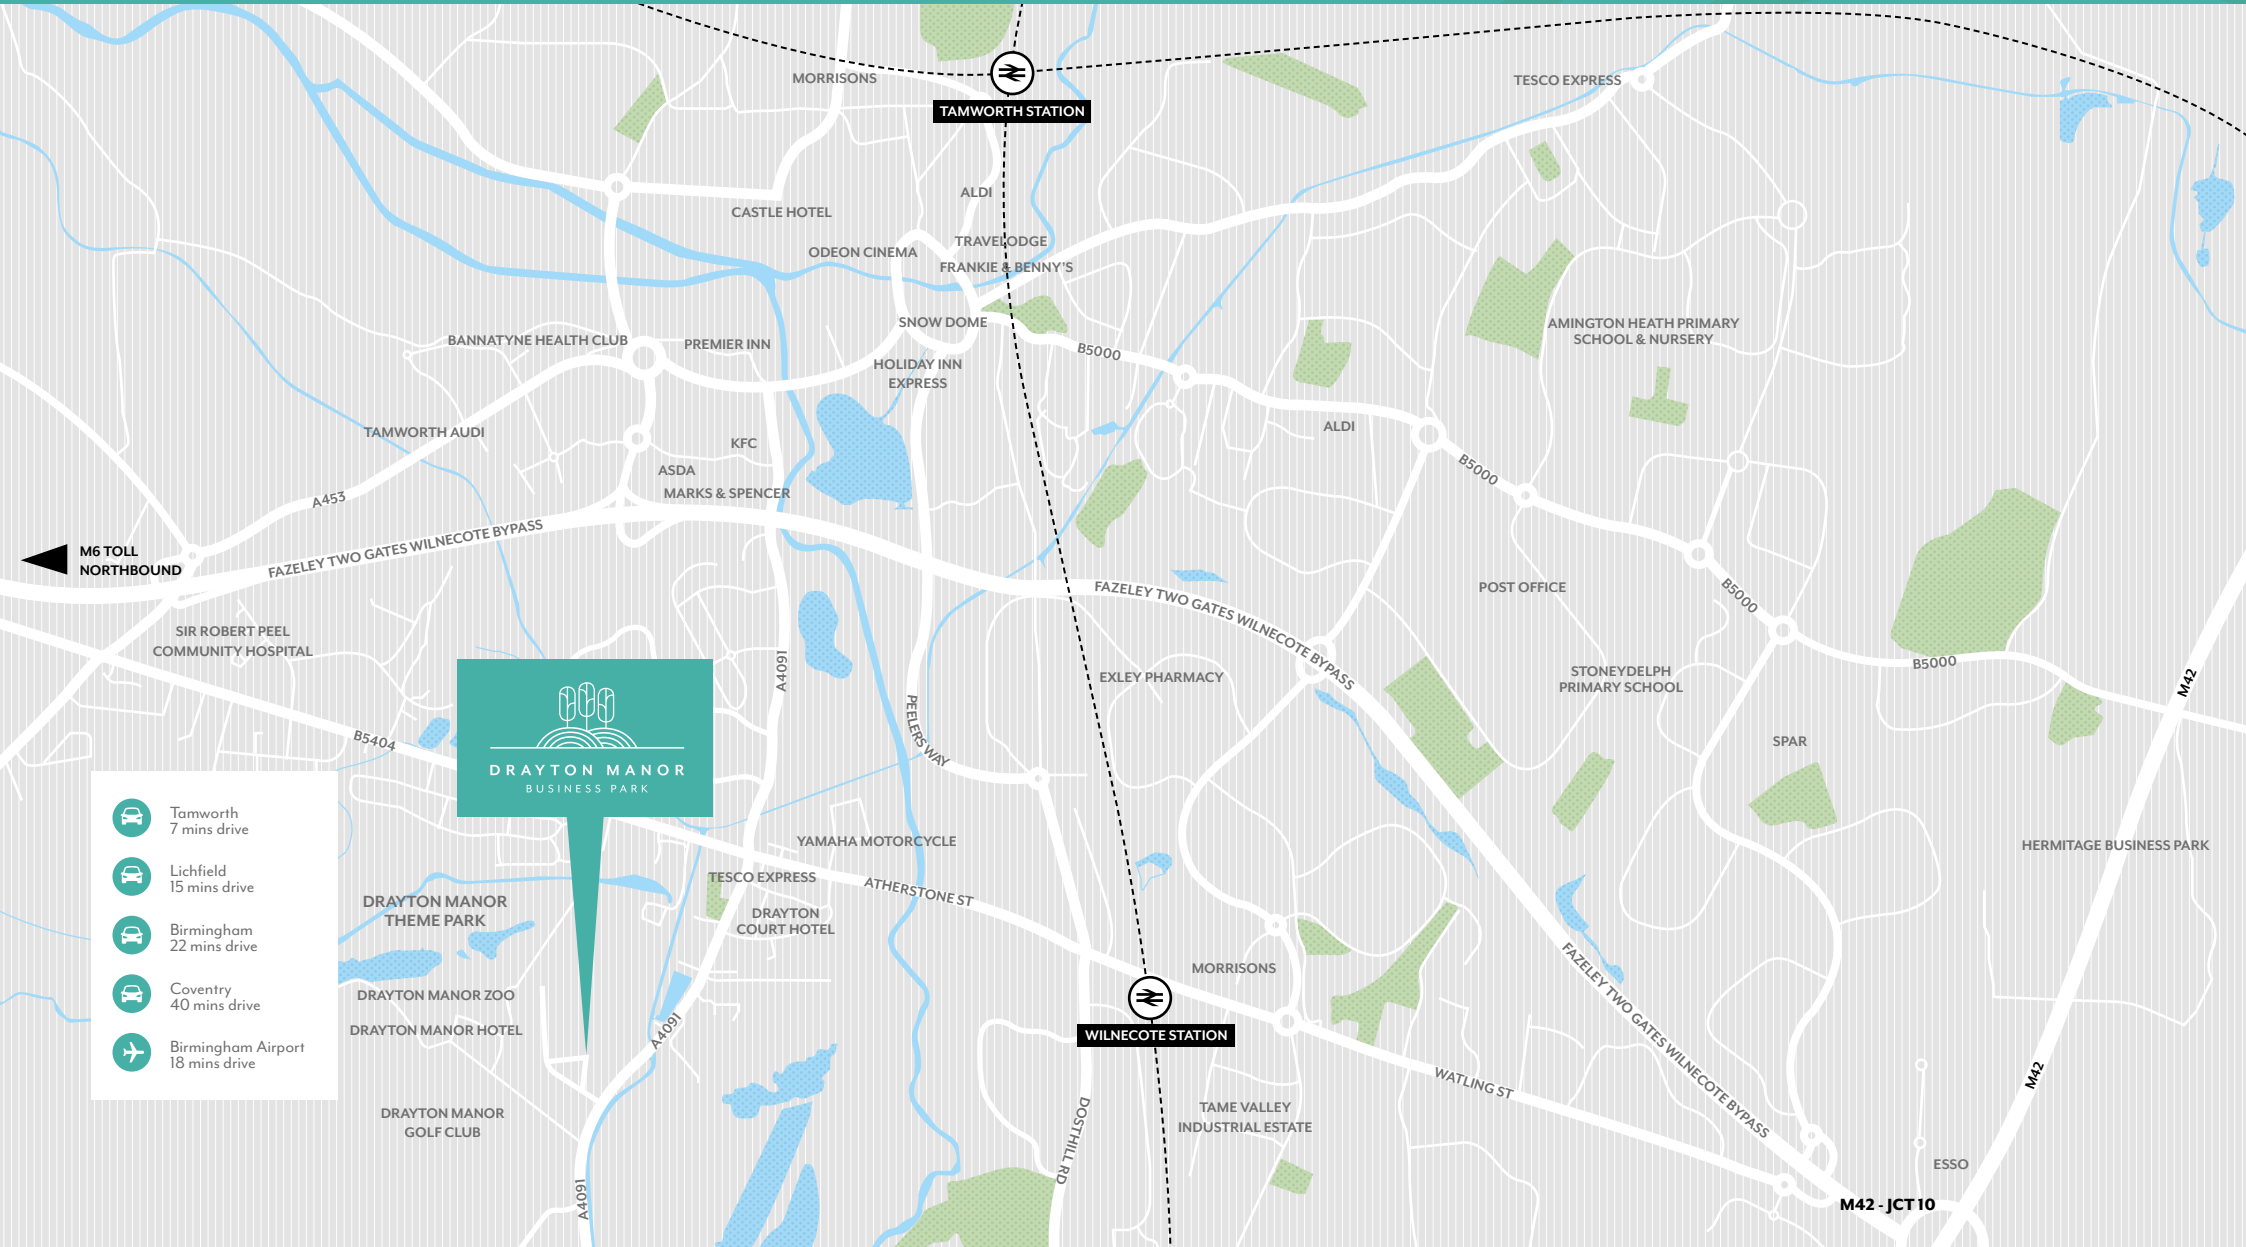 MORRISONS
TESCO EXPRESS
TAMWORTH STATION
ALDI
CASTLE HOTEL
TRAVELODGE
ODEON CINEMA
FRANKIE & BENNY'S
SNOW DOME
AMINGTON HEATH PRIMARY
SCHOOL & NURSERY
BANNATYNE HEALTH CLUB
PREMIER INN
B5000
HOLIDAY INN
EXPRESS
TAMWORTH AUDI
ALDI
KFC
ASDA
B5000
MARKS & SPENCER
A453
FAZELEY TWO GATES WILNECOTE BYPASS
M6 TOLL
NORTHBOUND
FAZELEY TWO GATES WILNECOTE BYPASS
POST OFFICE
B5000
SIR ROBERT PEEL
COMMUNITY HOSPITAL
A4091
EXLEY PHARMACY
STONEYDELPH
PRIMARY SCHOOL
B5000
M42
PEELERS WAY
B5404
SPAR
DRAYTON MANOR
BUSINESS PARK
Tamworth
7 mins drive
Lichfield
15 mins drive
Birmingham
22 mins drive
Coventry
40 mins drive
Birmingham Airport
18 mins drive
YAMAHA MOTORCYCLE
HERMITAGE BUSINESS PARK
TESCO EXPRESS
ATHERSTONE ST
DRAYTON MANOR
THEME PARK
DRAYTON
COURT HOTEL
MORRISONS
FAZELEY TWO GATES WILNECOTE BYPASS
DRAYTON MANOR ZOO
DRAYTON MANOR HOTEL
A4091
WILNECOTE STATION
WATLING ST
M42
DRAYTON MANOR
GOLF CLUB
TAME VALLEY
INDUSTRIAL ESTATE
DOSTHILL RD
ESSO
A4091
M42 - JCT 10